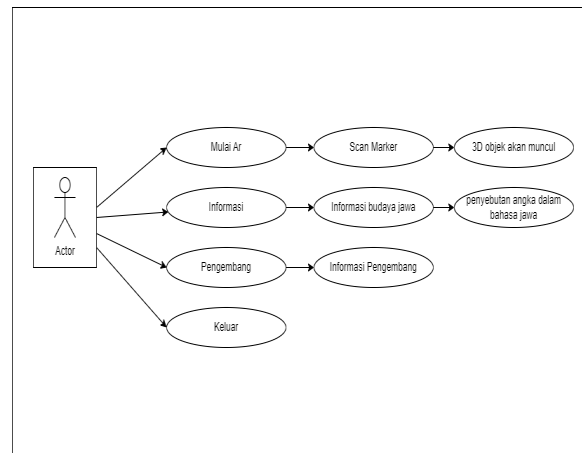 Mulai Ar
Scan Marker
3D objek akan muncul
Actor
Informasi
Informasi budaya jawa
penyebutan angka dalam
bahasa jawa
Pengembang
Informasi Pengembang
Keluar